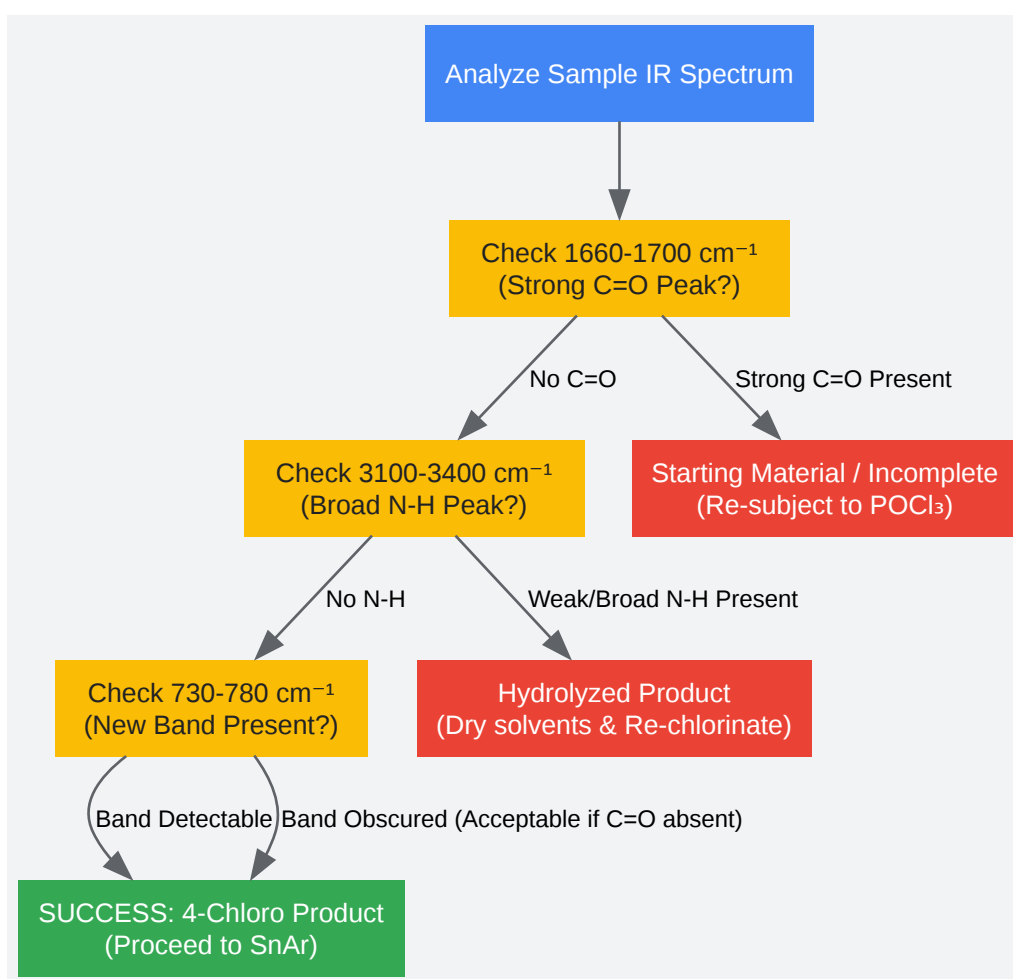 Analyze Sample IR Spectrum
Check 1660-1700 cm⁻¹
(Strong C=O Peak?)
No C=O
Strong C=O Present
Check 3100-3400 cm⁻¹
(Broad N-H Peak?)
Starting Material / Incomplete
(Re-subject to POCl₃)
No N-H
Weak/Broad N-H Present
Check 730-780 cm⁻¹
(New Band Present?)
Hydrolyzed Product
(Dry solvents & Re-chlorinate)
Band Detectable
Band Obscured (Acceptable if C=O absent)
SUCCESS: 4-Chloro Product
(Proceed to SnAr)